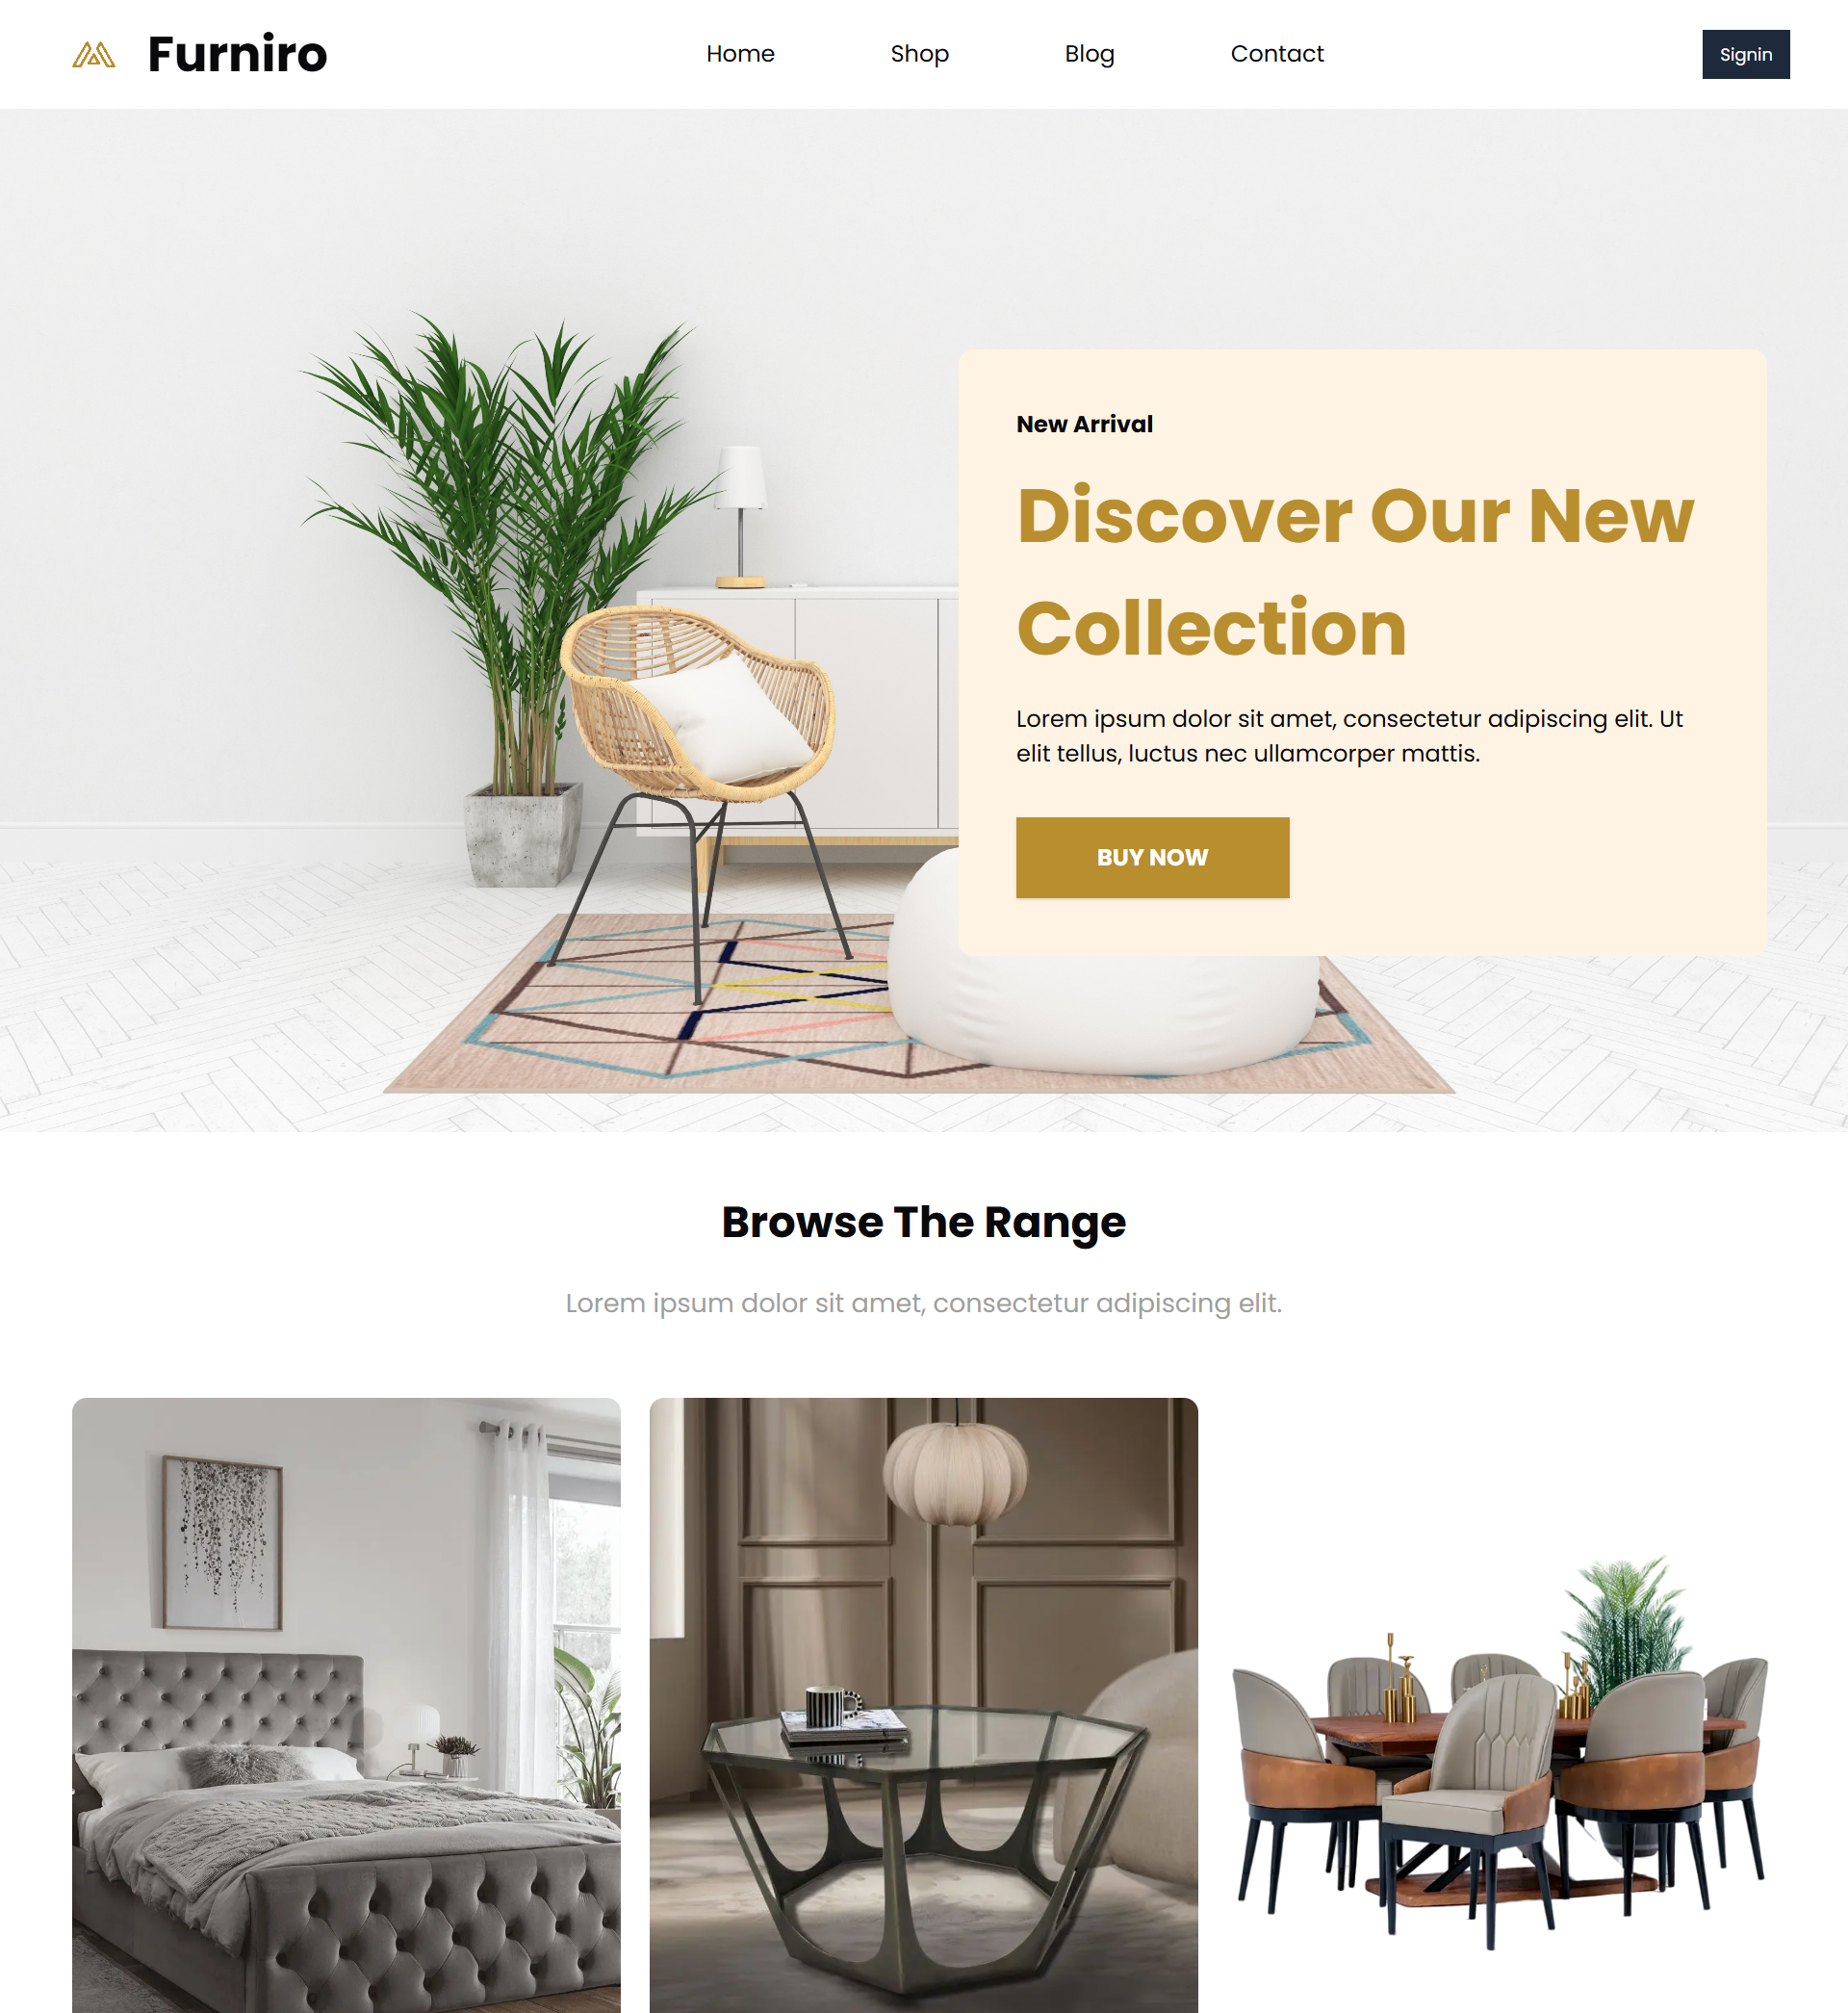 Furniro
Home
Shop
Blog
Contact
Signin
New Arrival
Discover Our New
Collection
Lorem ipsum dolor sit amet, consectetur adipiscing elit. Ut
elit tellus, luctus nec ullamcorper mattis.
BUY NOW
Browse The Range
Lorem ipsum dolor sit amet, consectetur adipiscing elit.